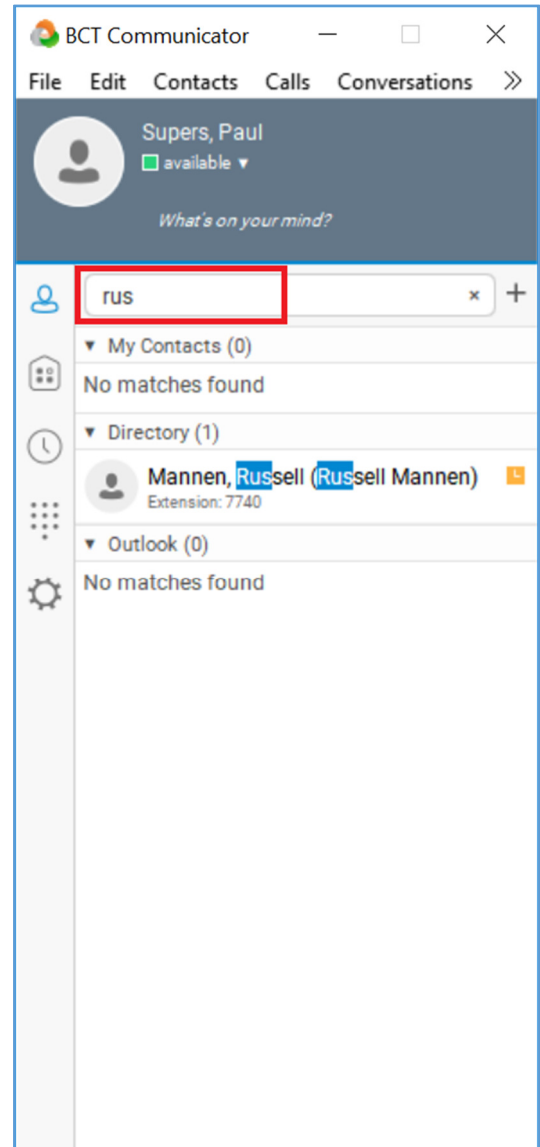 BCT Communicator
File Edit Contacts Calls Conversations »
Supers, Paul
available ▾
What's on your mind?
rus × +
▾ My Contacts (0)
No matches found
▾ Directory (1)
Mannen, Russell (Russell Mannen)
Extension: 7740
▾ Outlook (0)
No matches found